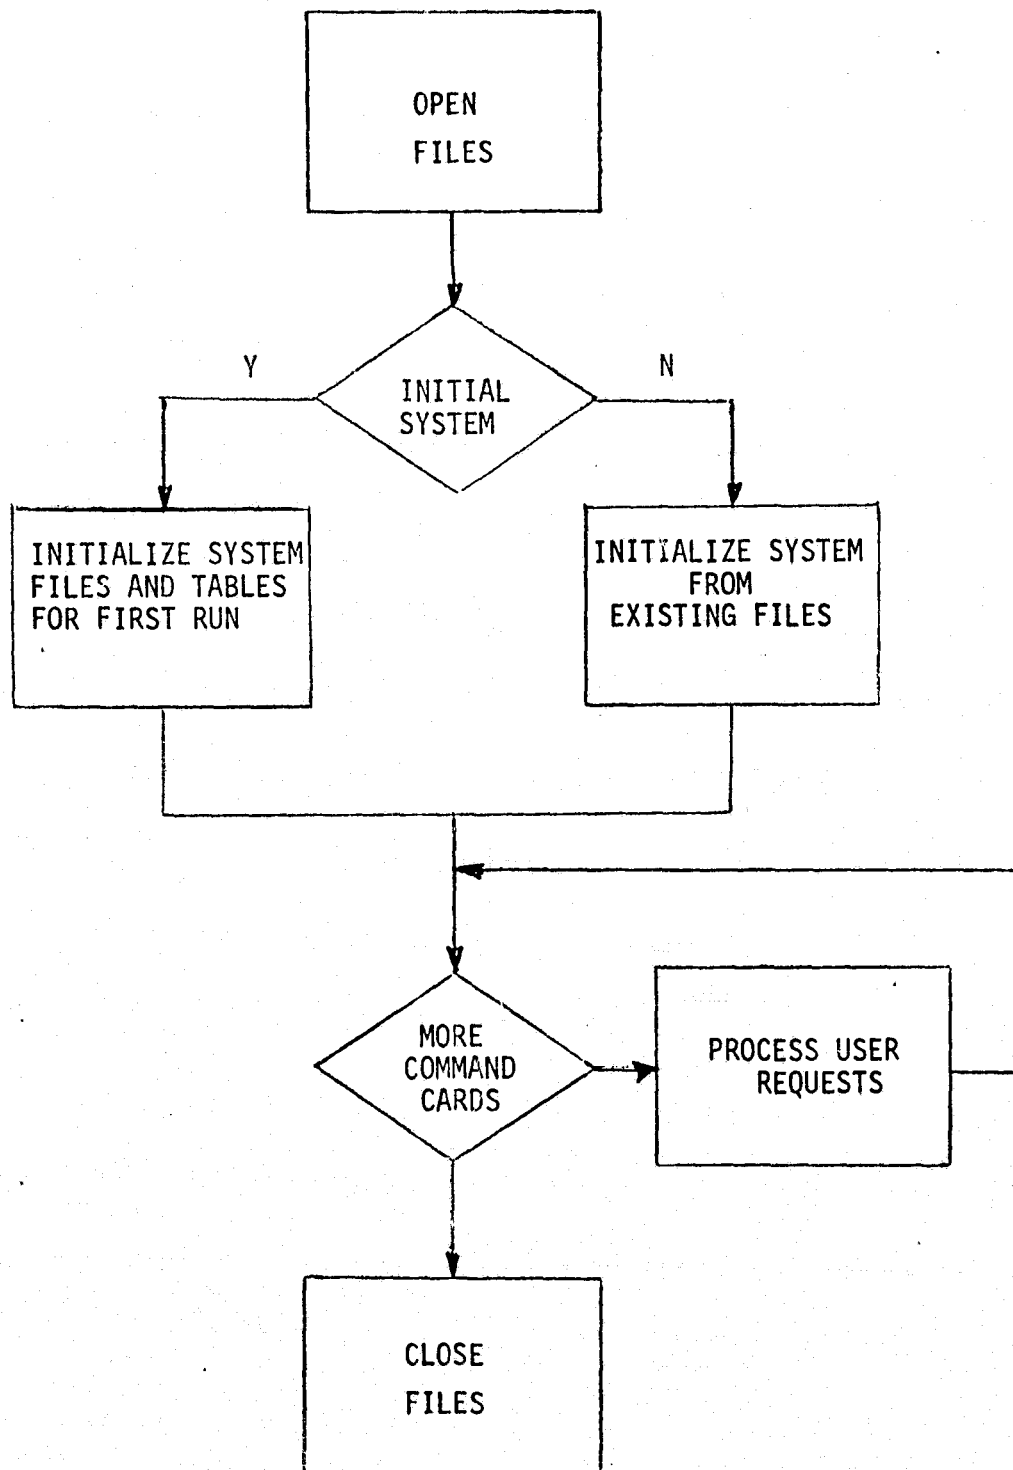 OPEN
FILES
Y
N
INITIAL
SYSTEM
INITIALIZE SYSTEM
FILES AND TABLES
FOR FIRST RUN
INITIALIZE SYSTEM
FROM
EXISTING FILES
MORE
COMMAND
CARDS
PROCESS USER
REQUESTS
CLOSE
FILES